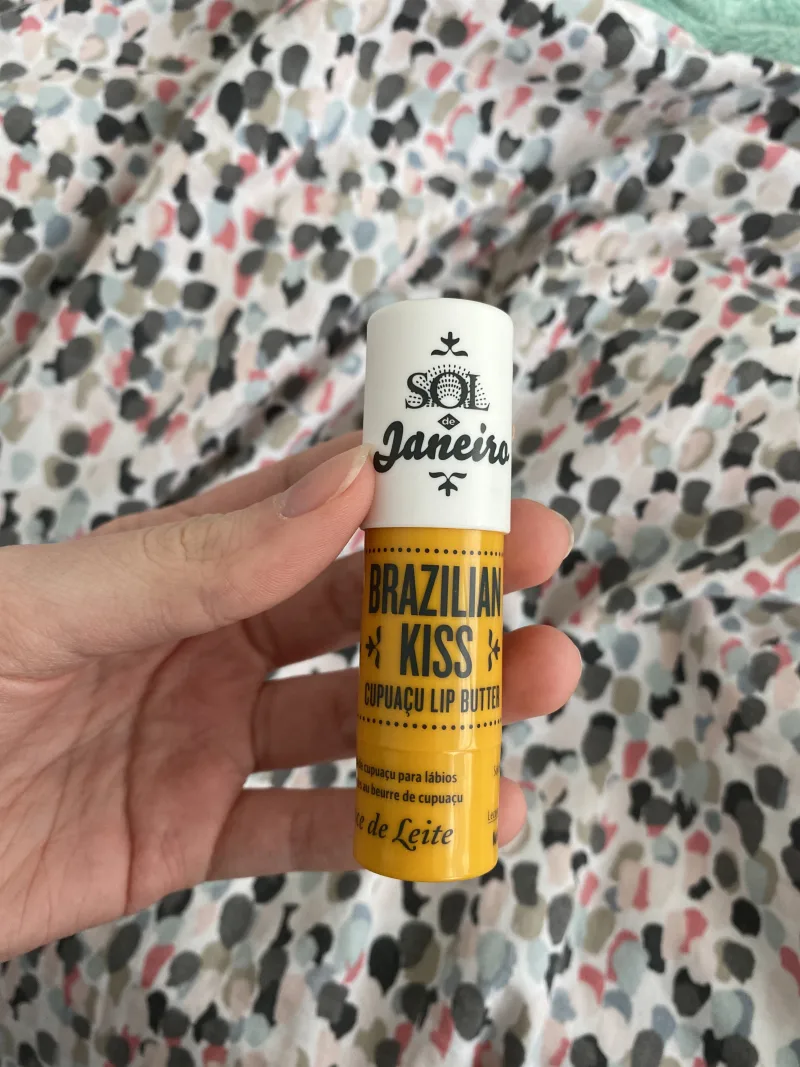 SOL
de
Janeiro
BRAZILIAN
KISS
CUPUAÇU LIP BUTTER
cupuaçu para lábios
au beurre de cupuaçu
de Leite